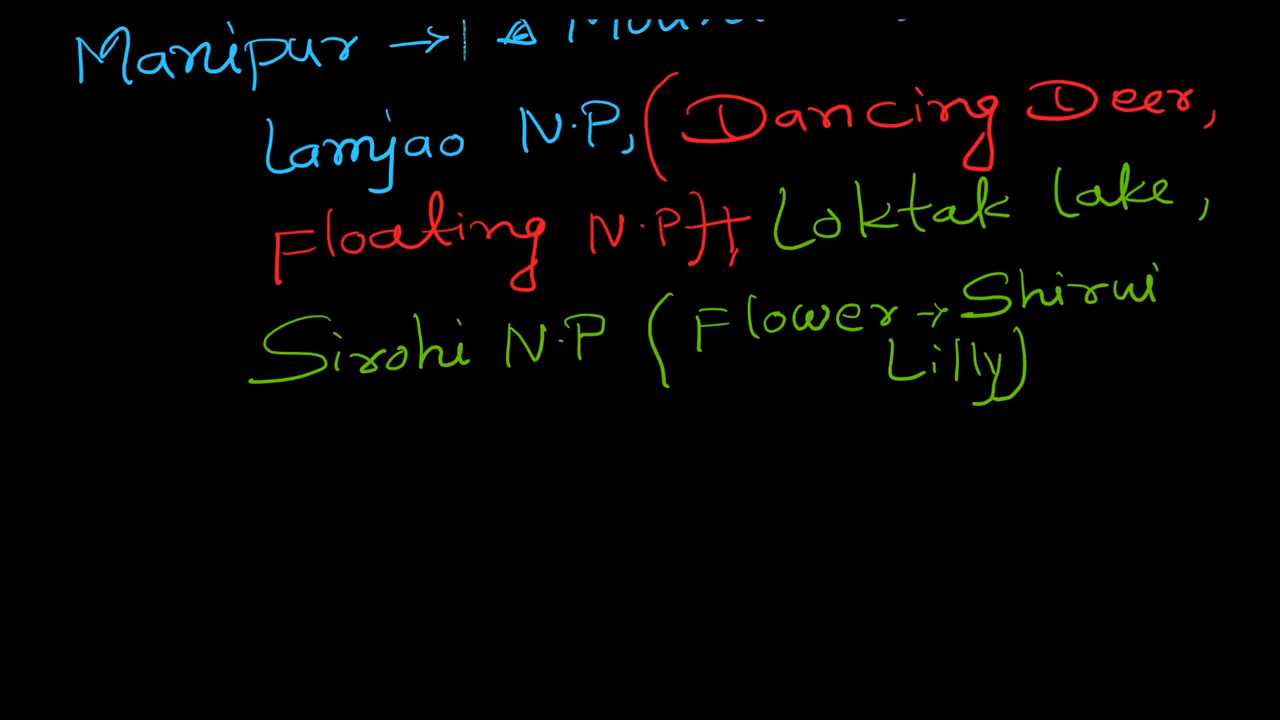 Manipur →
Lamjao N.P, (Dancing Deer,
Floating N.P), Loktak Lake,
Sirohi N.P (Flower → Shirui
Lilly)